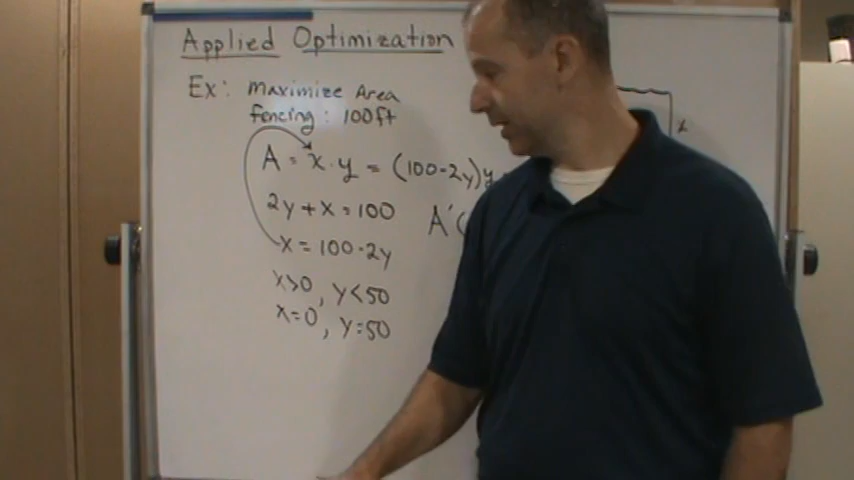 Applied Optimization
Ex: Maximize Area
fencing: 100ft
A = x · y = (100-2y)y
2y + x = 100
A'(
x = 100 - 2y
x>0, y<50
x=0, y=50
x